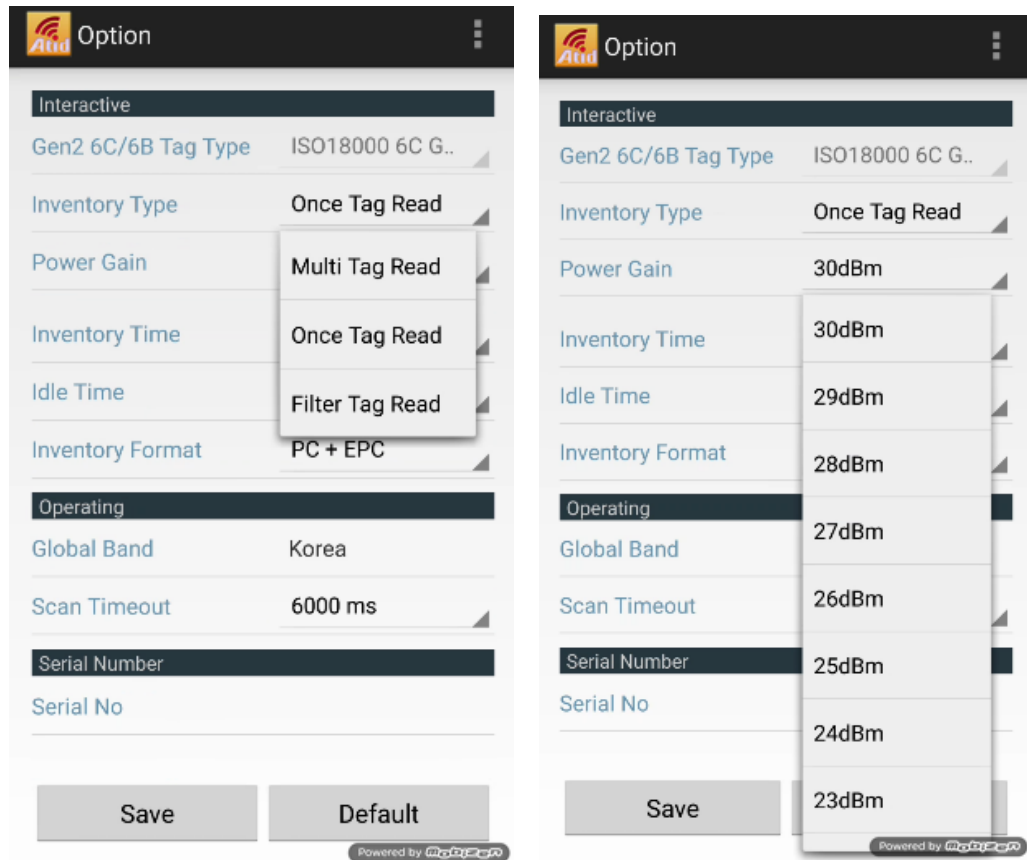 Atid Option
Interactive
Gen2 6C/6B Tag Type ISO18000 6C G..
Inventory Type Once Tag Read
Power Gain
Multi Tag Read
Inventory Time Once Tag Read
Idle Time
Filter Tag Read
Inventory Format PC + EPC
Operating
Global Band Korea
Scan Timeout 6000 ms
Serial Number
Serial No
Save Default
Powered by mobizen
Atid Option
Interactive
Gen2 6C/6B Tag Type ISO18000 6C G..
Inventory Type Once Tag Read
Power Gain 30dBm
30dBm
Inventory Time
Idle Time 29dBm
Inventory Format
28dBm
Operating
27dBm
Global Band
Scan Timeout 26dBm
Serial Number
25dBm
Serial No
24dBm
Save 23dBm
Powered by mobizen